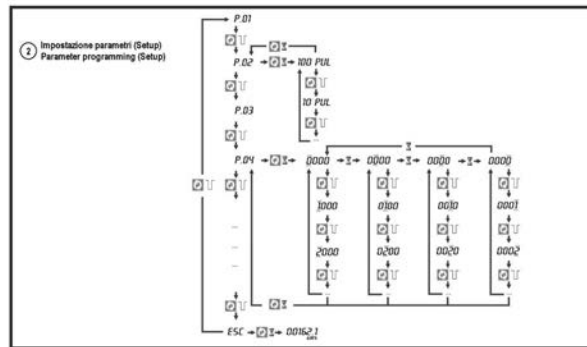 2 Impostazione parametri (Setup)
Parameter programming (Setup)
P.01
P.02 100 PUL
10 PUL
P.03
P.04 0000 0000 0000 0000
1000 0100 0010 0001
2000 0200 0020 0002
ESC 00162.1